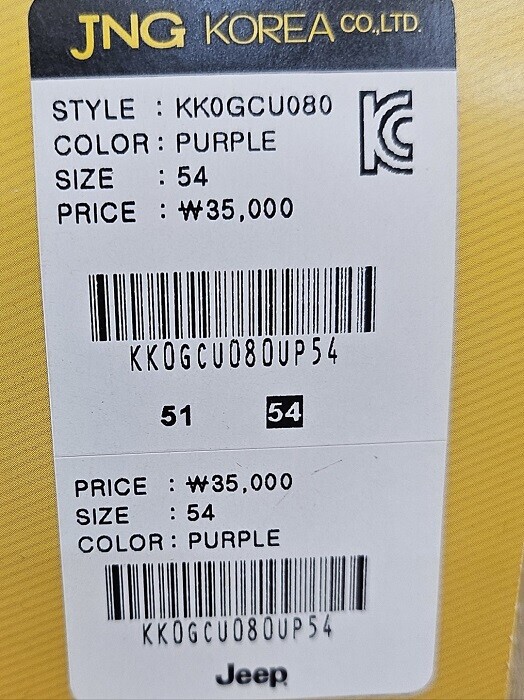 JNG KOREA CO.,LTD.
STYLE : KK0GCU080
COLOR : PURPLE
SIZE : 54
PRICE : ₩35,000
KC
KK0GCU080UP54
51 54
PRICE : ₩35,000
SIZE : 54
COLOR : PURPLE
KK0GCU080UP54
Jeep